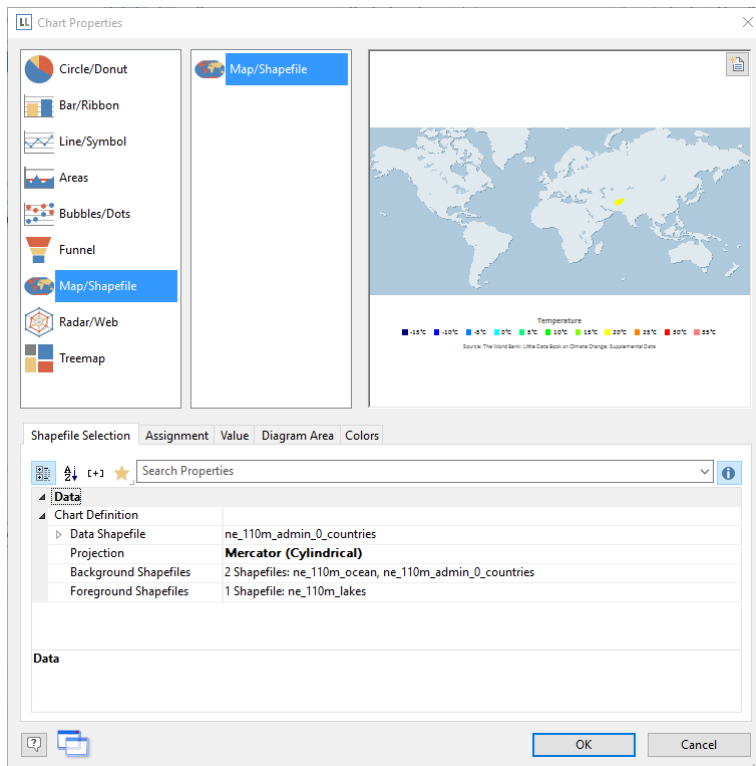 LL Chart Properties
Circle/Donut
Bar/Ribbon
Line/Symbol
Areas
Bubbles/Dots
Funnel
Map/Shapefile
Radar/Web
Treemap
Map/Shapefile
Temperature
-15°C -10°C -5°C 0°C 5°C 10°C 15°C 20°C 25°C 30°C 35°C
Source: The World Bank: Little Data Book on Climate Change: Supplemental Data
Shapefile Selection Assignment Value Diagram Area Colors
Search Properties
Data
Chart Definition
Data Shapefile ne_110m_admin_0_countries
Projection Mercator (Cylindrical)
Background Shapefiles 2 Shapefiles: ne_110m_ocean, ne_110m_admin_0_countries
Foreground Shapefiles 1 Shapefile: ne_110m_lakes
Data
OK Cancel